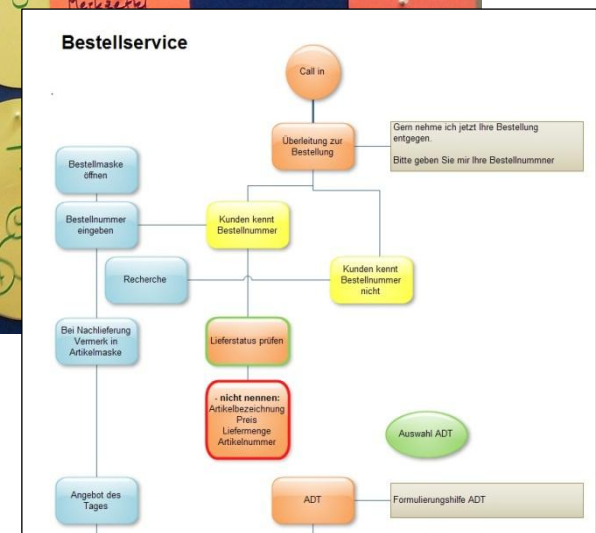 Merkzettel
Bestellservice
Call in
Überleitung zur
Bestellung
Gern nehme ich jetzt Ihre Bestellung
entgegen.
Bitte geben Sie mir Ihre Bestellnummner
Bestellmaske
öffnen
Bestellnummer
eingeben
Kunden kennt
Bestellnummer
Recherche
Kunden kennt
Bestellnummer
nicht
Bei Nachlieferung
Vermerk in
Artikelmaske
Lieferstatus prüfen
- nicht nennen:
Artikelbezeichnung
Preis
Liefermenge
Artikelnummer
Auswahl ADT
Angebot des
Tages
ADT
Formulierungshilfe ADT